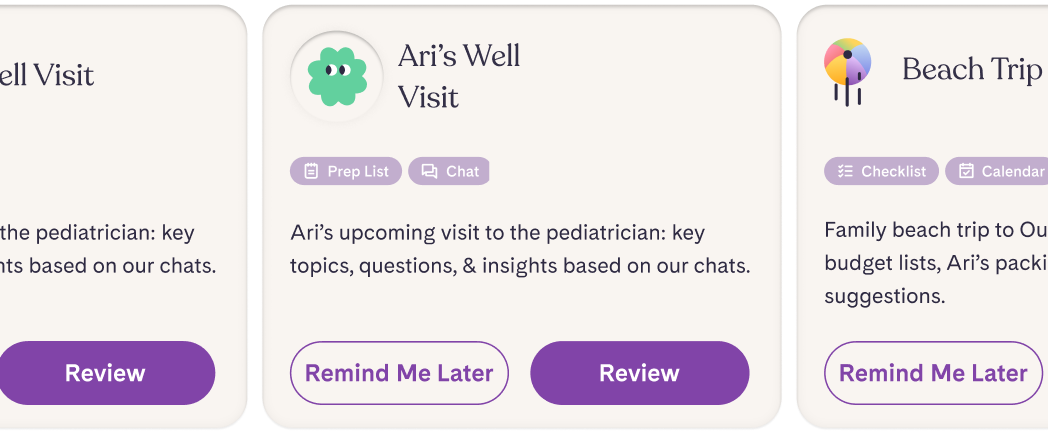 ell Visit
the pediatrician: key
nts based on our chats.
Review
Ari's Well
Visit
Prep List
Chat
Ari's upcoming visit to the pediatrician: key
topics, questions, & insights based on our chats.
Remind Me Later
Review
Beach Trip
Checklist
Calendar
Family beach trip to Ou
budget lists, Ari's packi
suggestions.
Remind Me Later